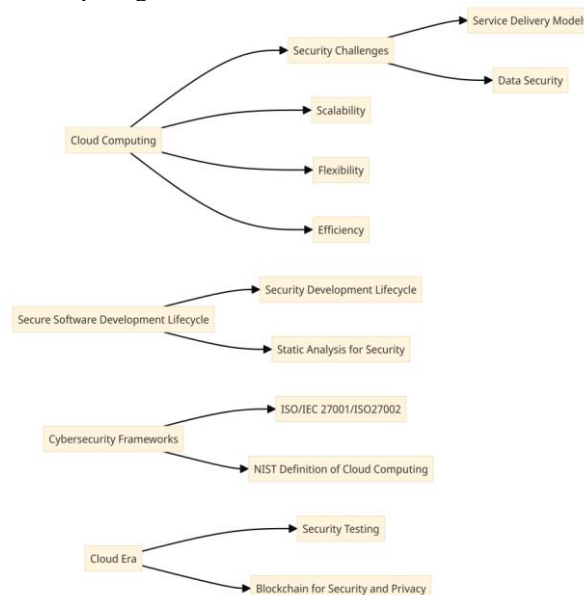 Service Delivery Models
Security Challenges
Data Security
Scalability
Cloud Computing
Flexibility
Efficiency
Security Development Lifecycle
Secure Software Development Lifecycle
Static Analysis for Security
ISO/IEC 27001/ISO27002
Cybersecurity Frameworks
NIST Definition of Cloud Computing
Security Testing
Cloud Era
Blockchain for Security and Privacy